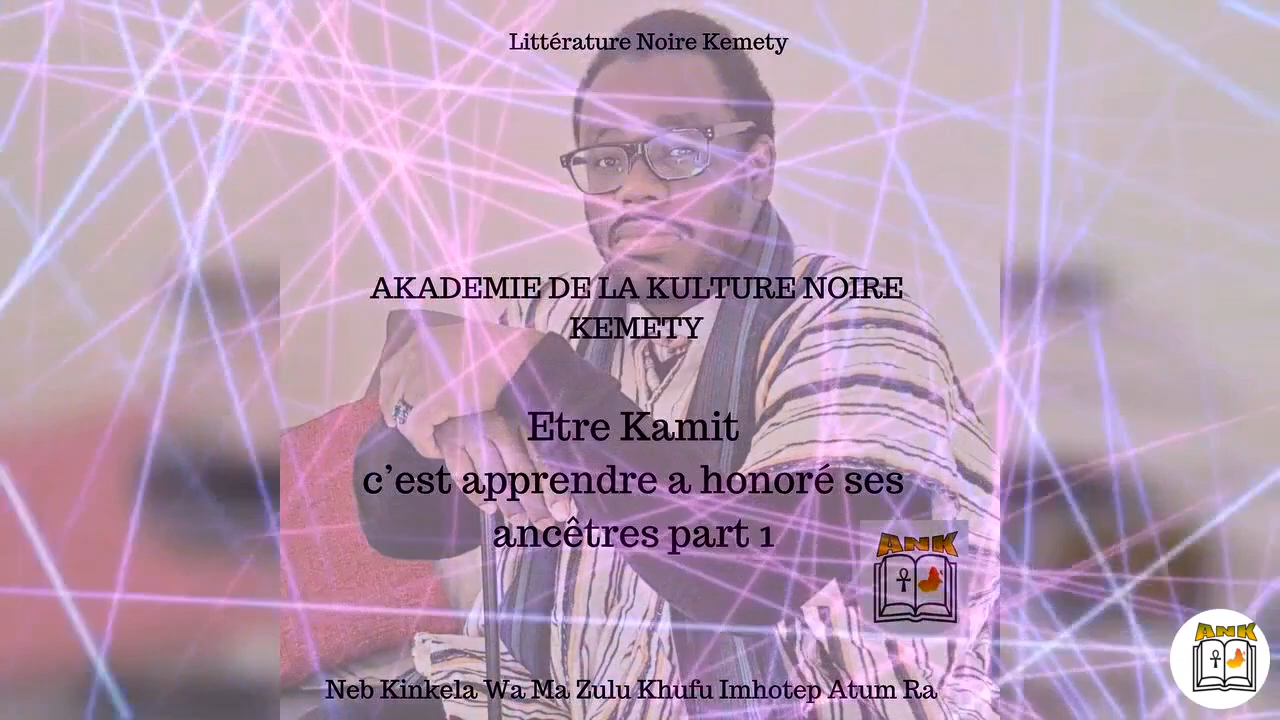 Littérature Noire Kemety
AKADEMIE DE LA KULTURE NOIRE
KEMETY
Etre Kamit
c’est apprendre a honoré ses
ancêtres part 1
ANK
Neb Kinkela Wa Ma Zulu Khufu Imhotep Atum Ra
ANK